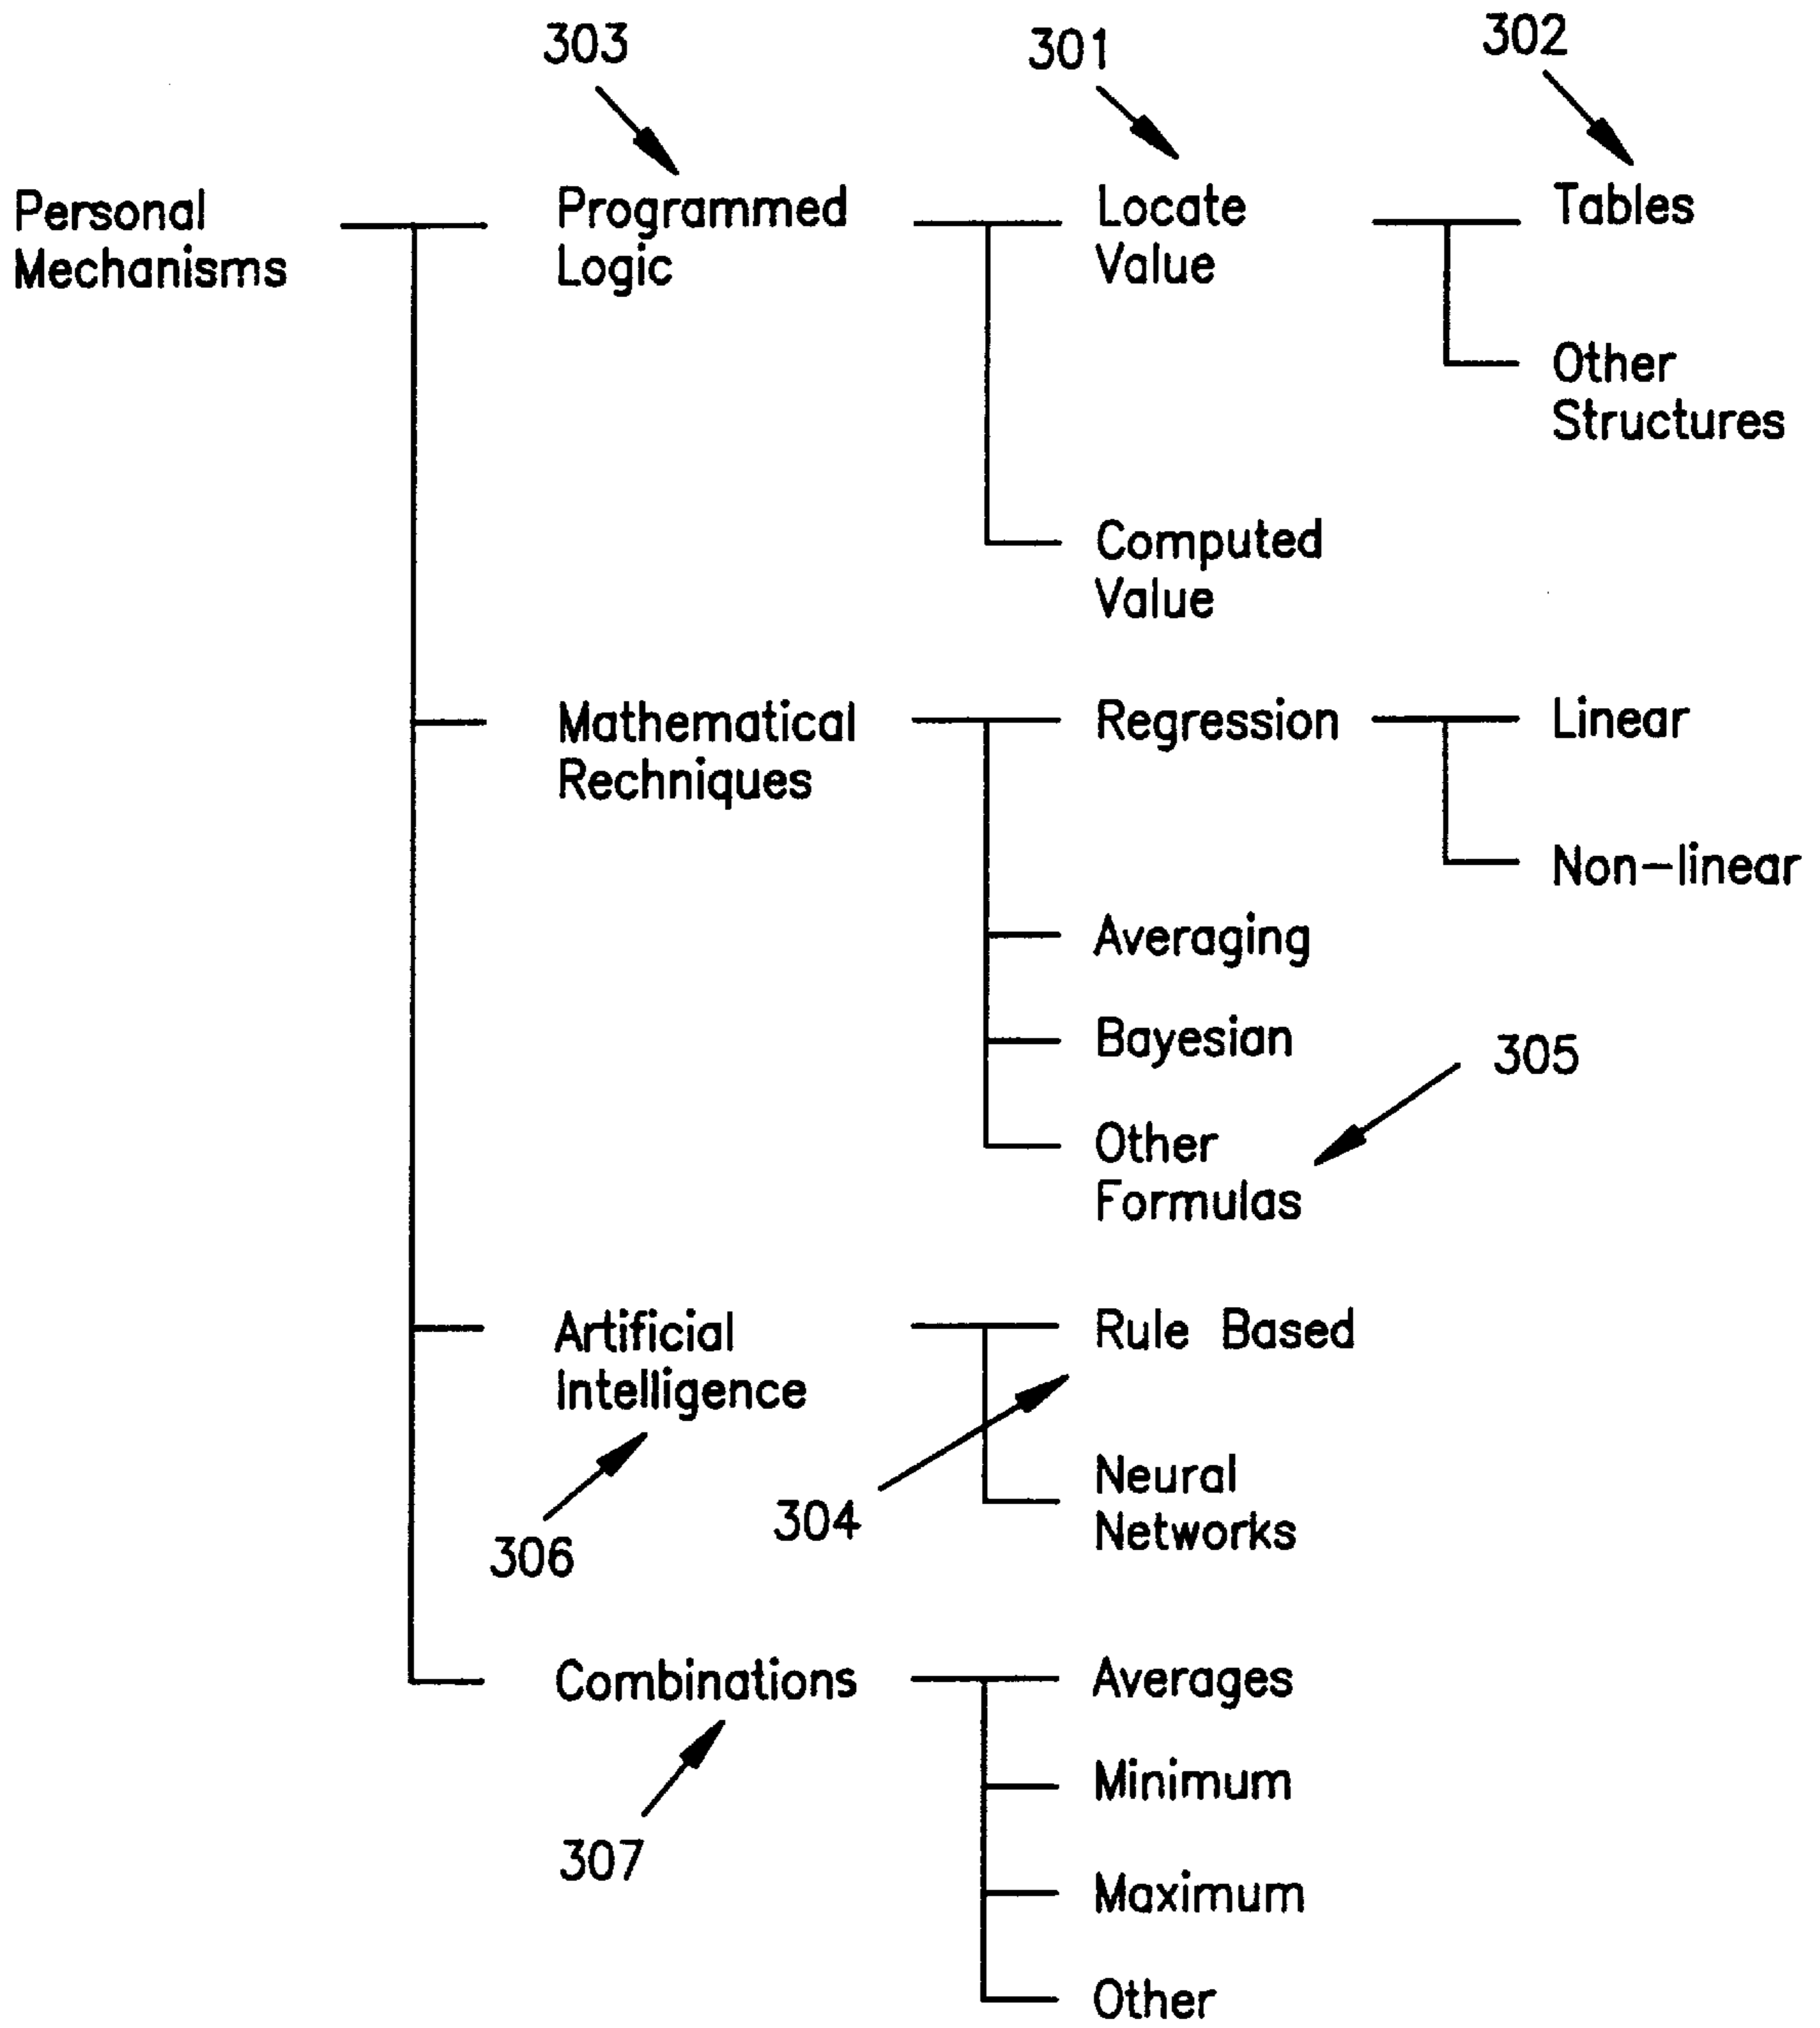 303
301
302
Personal
Mechanisms
Programmed
Logic
Locate
Value
Tables
Other
Structures
Computed
Value
Mathematical
Rechniques
Regression
Linear
Non-linear
Averaging
Bayesian
305
Other
Formulas
Artificial
Intelligence
Rule Based
306
304
Neural
Networks
Combinations
307
Averages
Minimum
Maximum
Other